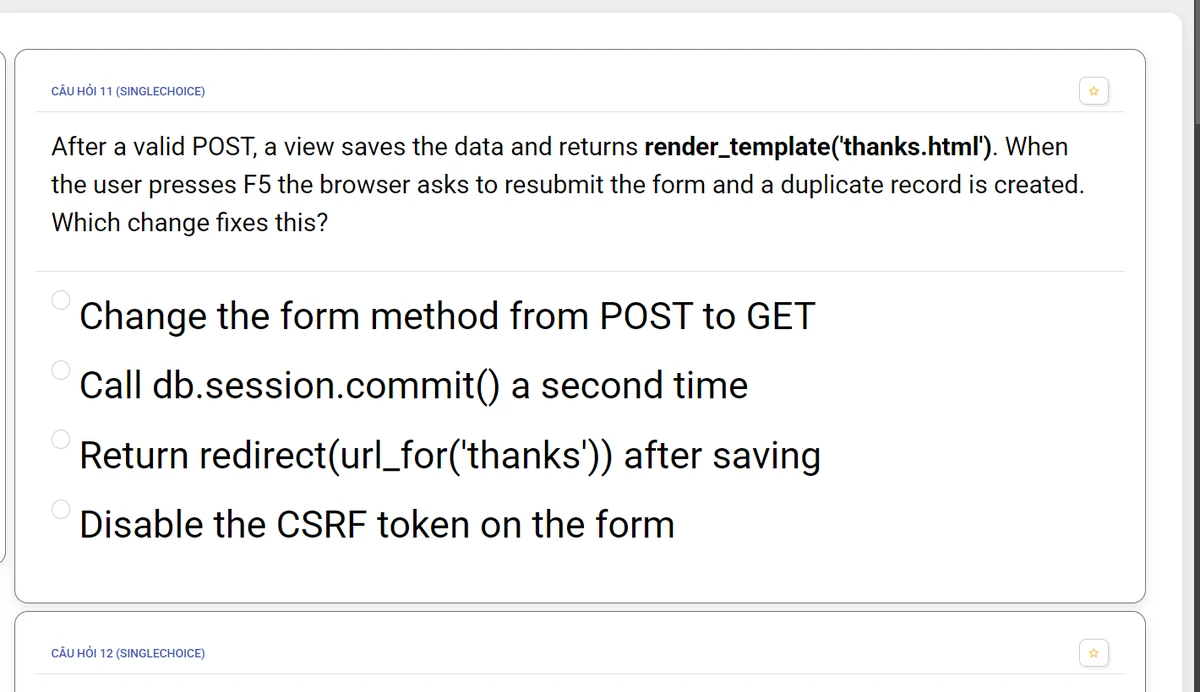 CÂU HỎI 11 (SINGLECHOICE)
After a valid POST, a view saves the data and returns render_template('thanks.html'). When
the user presses F5 the browser asks to resubmit the form and a duplicate record is created.
Which change fixes this?
Change the form method from POST to GET
Call db.session.commit() a second time
Return redirect(url_for('thanks')) after saving
Disable the CSRF token on the form
CÂU HỎI 12 (SINGLECHOICE)